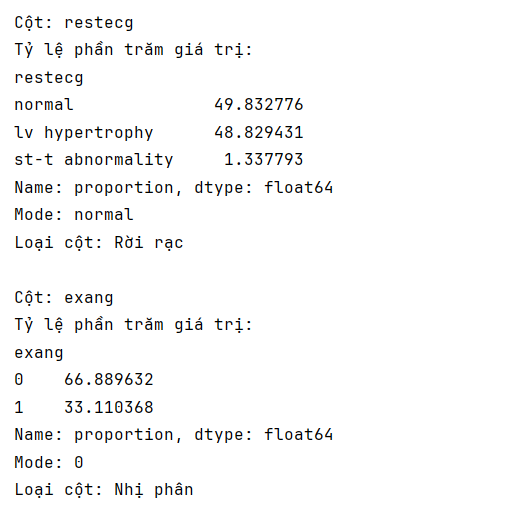 Cột: restecg
Tỷ lệ phần trăm giá trị:
restecg
normal              49.832776
lv hypertrophy      48.829431
st-t abnormality     1.337793
Name: proportion, dtype: float64
Mode: normal
Loại cột: Rời rạc

Cột: exang
Tỷ lệ phần trăm giá trị:
exang
0    66.889632
1    33.110368
Name: proportion, dtype: float64
Mode: 0
Loại cột: Nhị phân